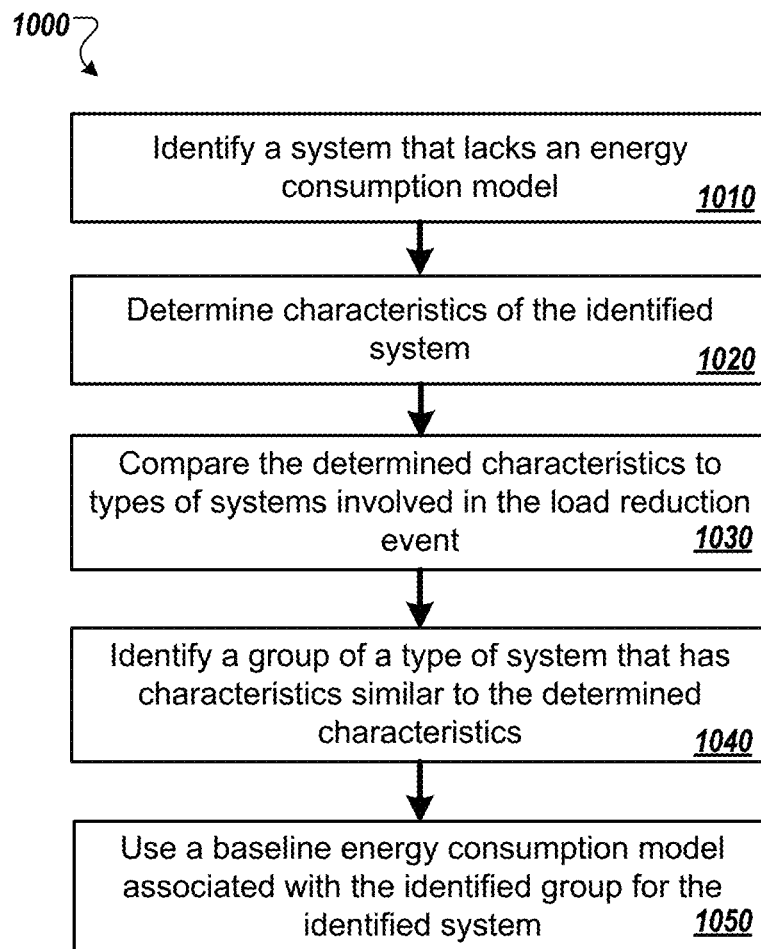 1000
Identify a system that lacks an energy
consumption model
1010
Determine characteristics of the identified
system
1020
Compare the determined characteristics to
types of systems involved in the load reduction
event
1030
Identify a group of a type of system that has
characteristics similar to the determined
characteristics
1040
Use a baseline energy consumption model
associated with the identified group for the
identified system
1050